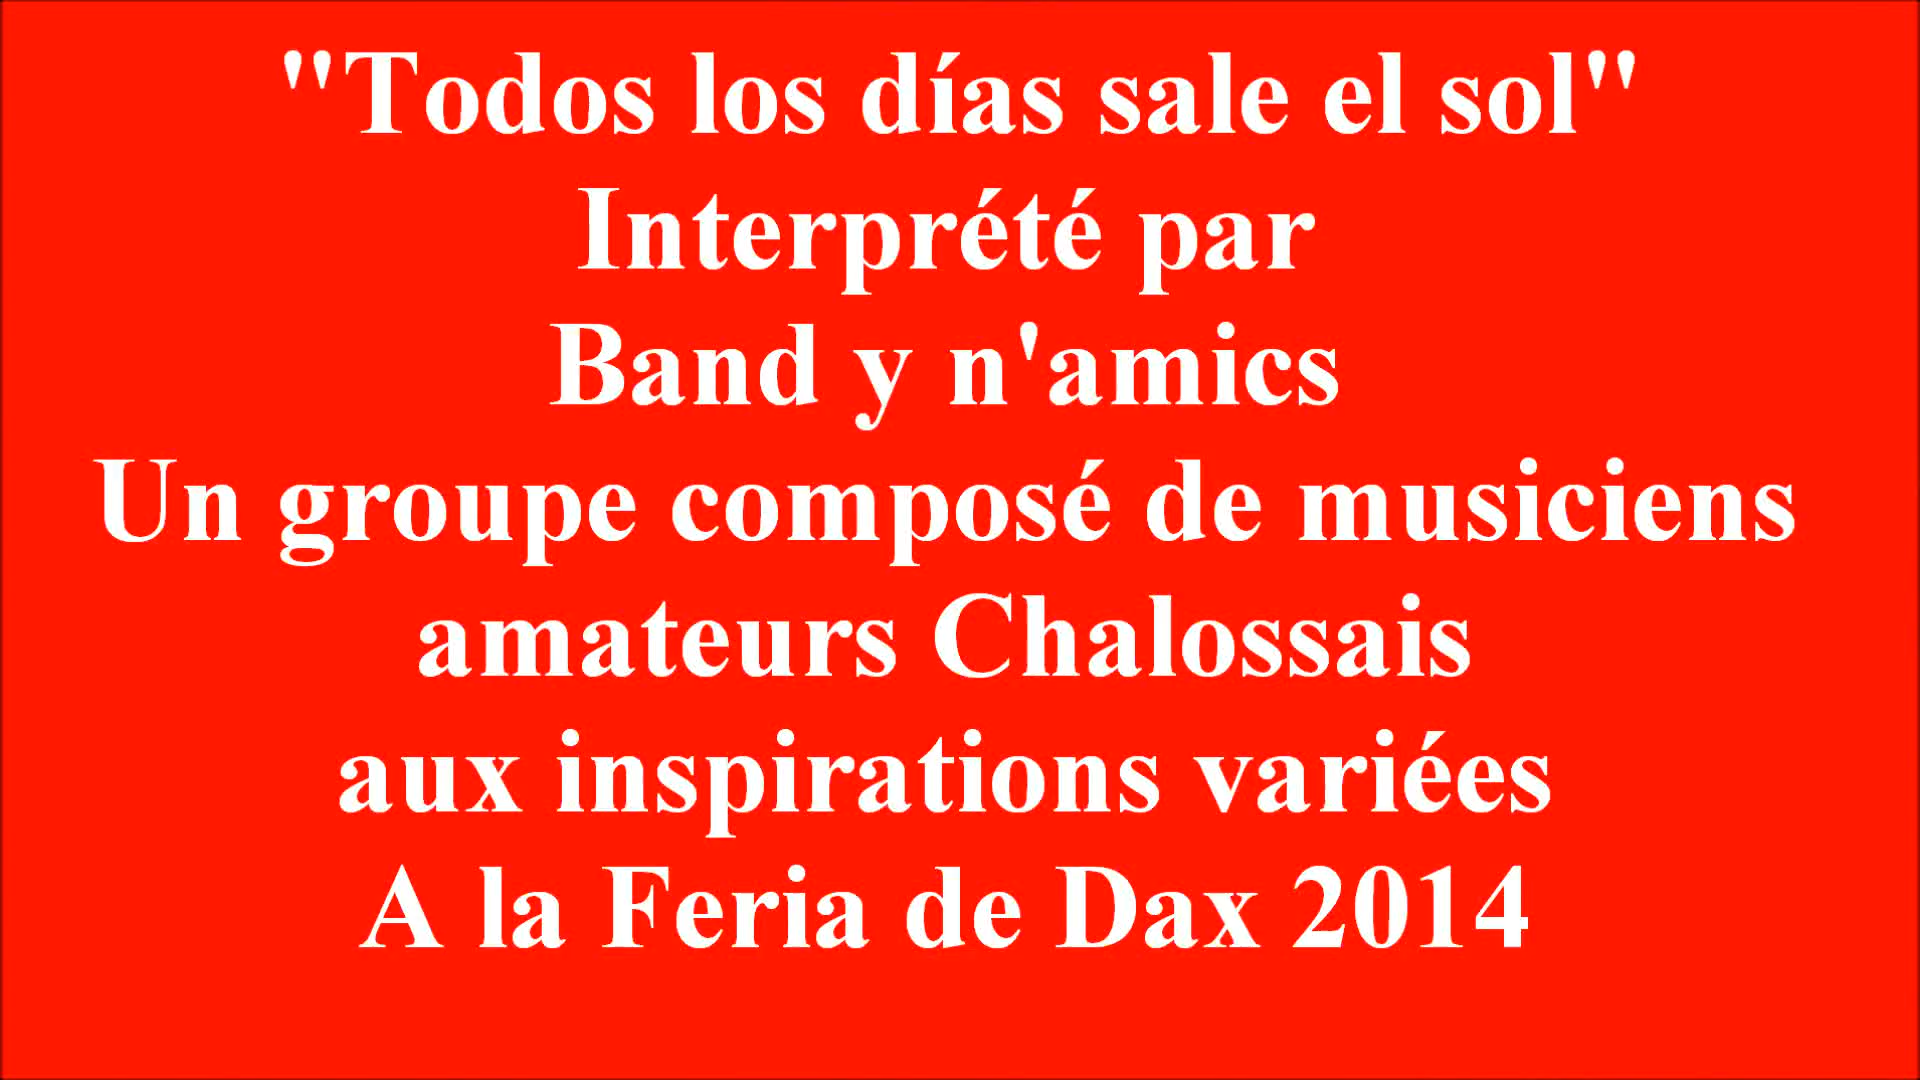 "Todos los días sale el sol"
Interprété par
Band y n'amics
Un groupe composé de musiciens
amateurs Chalossais
aux inspirations variées
A la Feria de Dax 2014